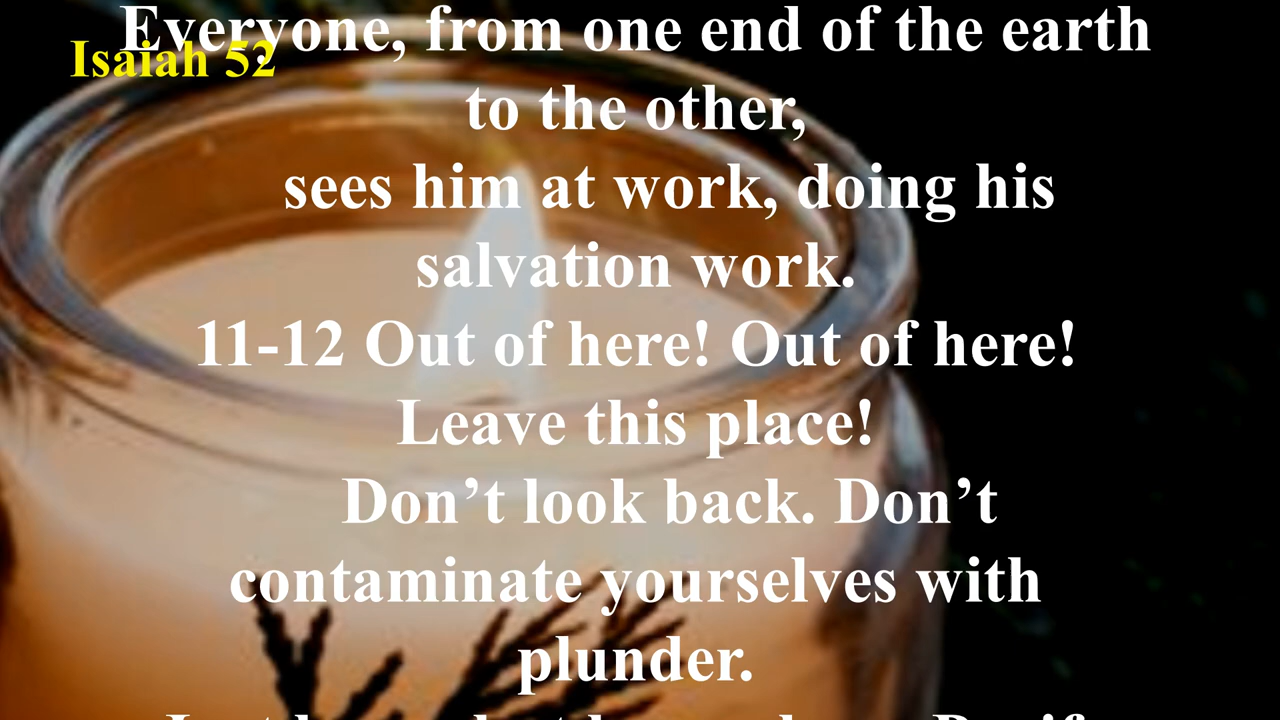 Everyone, from one end of the earth
Isaiah 52
to the other,
sees him at work, doing his
salvation work.
11-12 Out of here! Out of here!
Leave this place!
Don’t look back. Don’t
contaminate yourselves with
plunder.